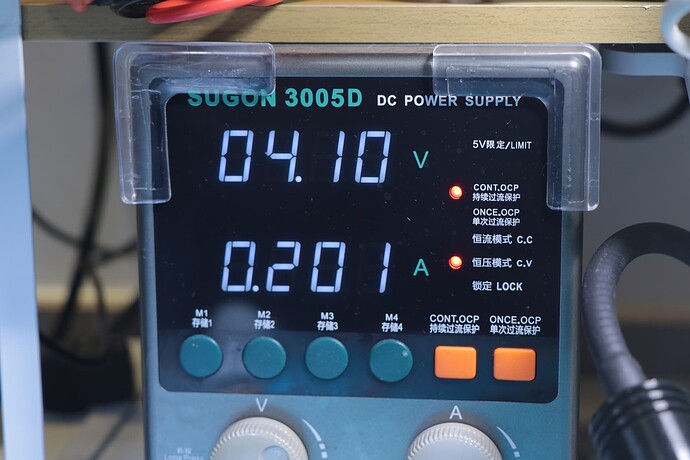 SUGON 3005D DC POWER SUPPLY
04.10 V
5V限定/LIMIT
CONT.OCP
持续过流保护
ONCE.OCP
单次过流保护
恒流模式 C.C
0.201 A
恒压模式 C.V
锁定 LOCK
M1
存储1
M2
存储2
M3
存储3
M4
存储4
CONT.OCP
持续过流保护
ONCE.OCP
单次过流保护
V
A